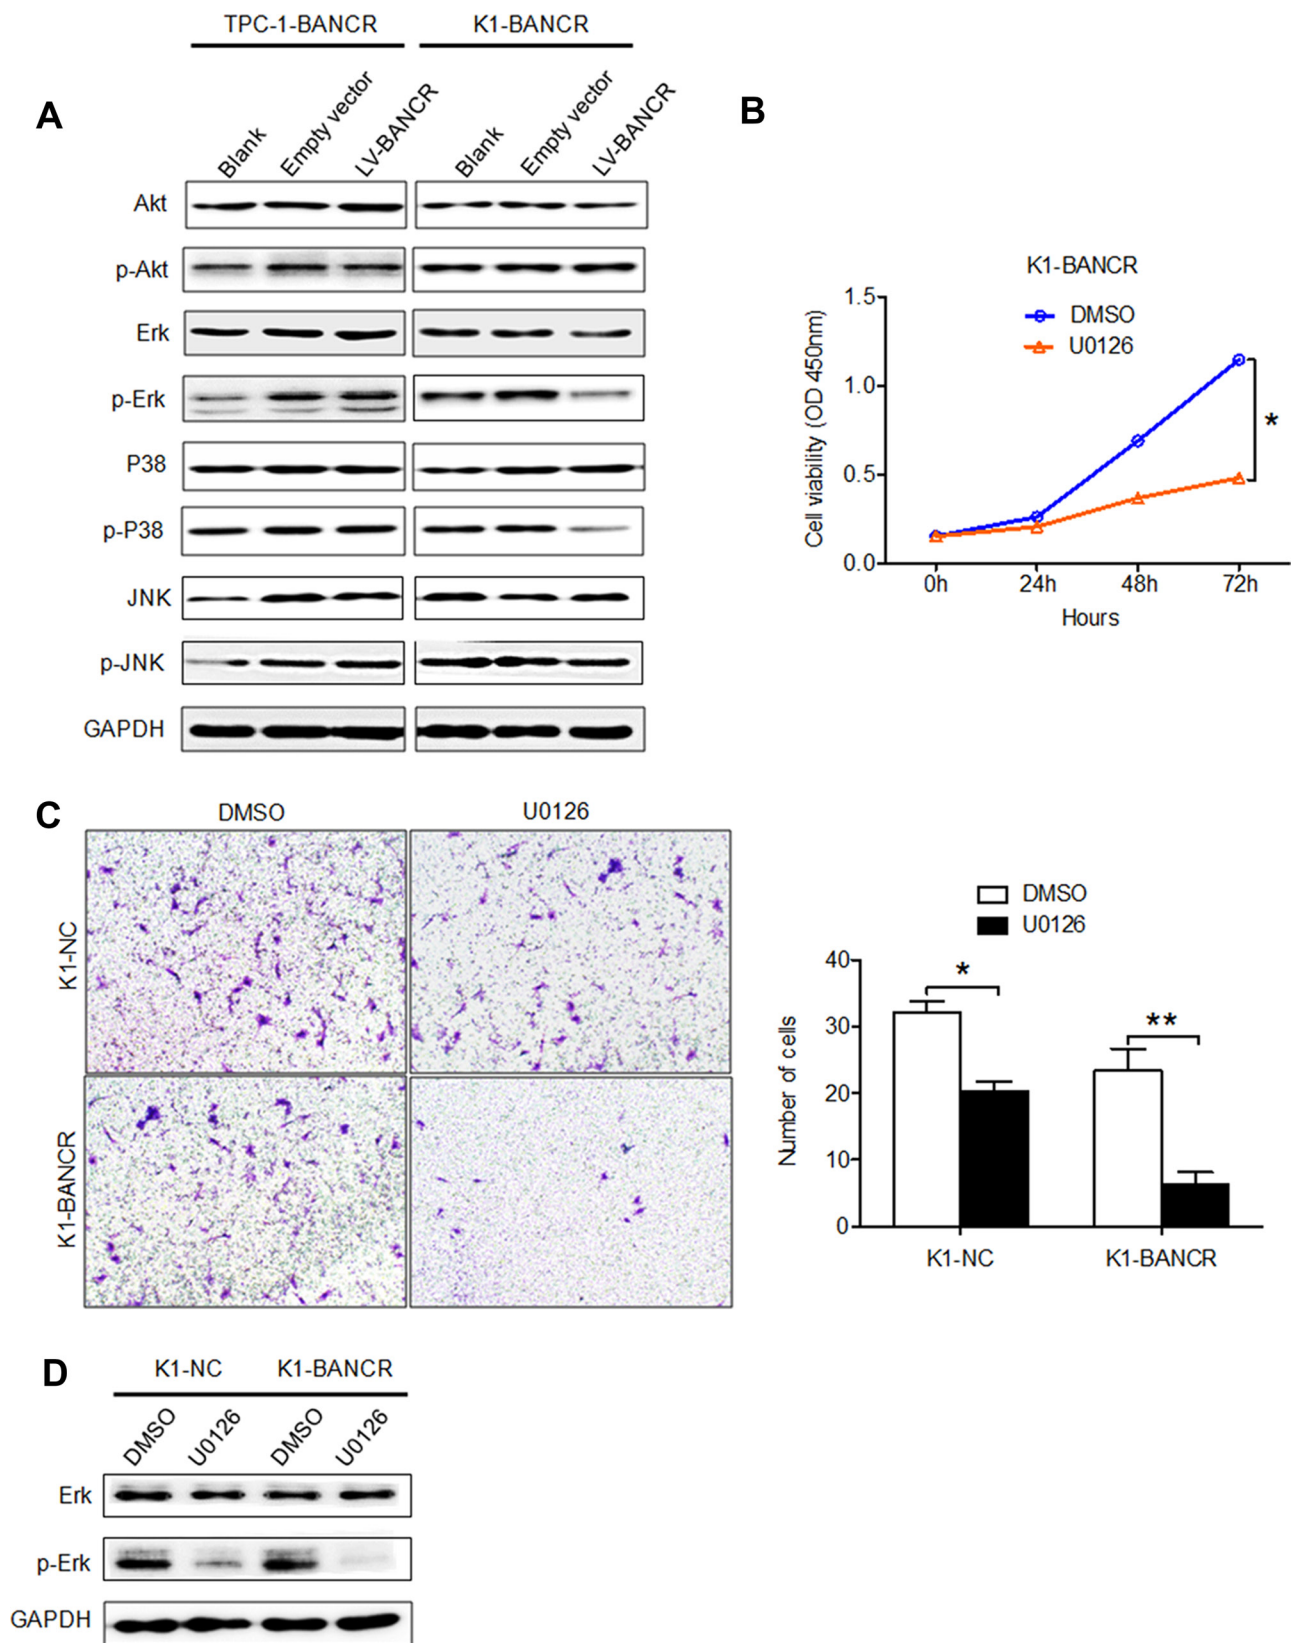 TPC-1-BANCR K1-BANCR
A
Blank Empty vector LV-BANCR Blank Empty vector LV-BANCR
Akt
p-Akt
Erk
p-Erk
P38
p-P38
JNK
p-JNK
GAPDH
B
K1-BANCR
DMSO
U0126
Cell viability (OD 450nm)
1.5
1.0
0.5
0.0
0h 24h 48h 72h
Hours
*
C
DMSO U0126
K1-NC
K1-BANCR
DMSO
U0126
Number of cells
40
30
20
10
0
* **
K1-NC K1-BANCR
D
K1-NC K1-BANCR
DMSO U0126 DMSO U0126
Erk
p-Erk
GAPDH